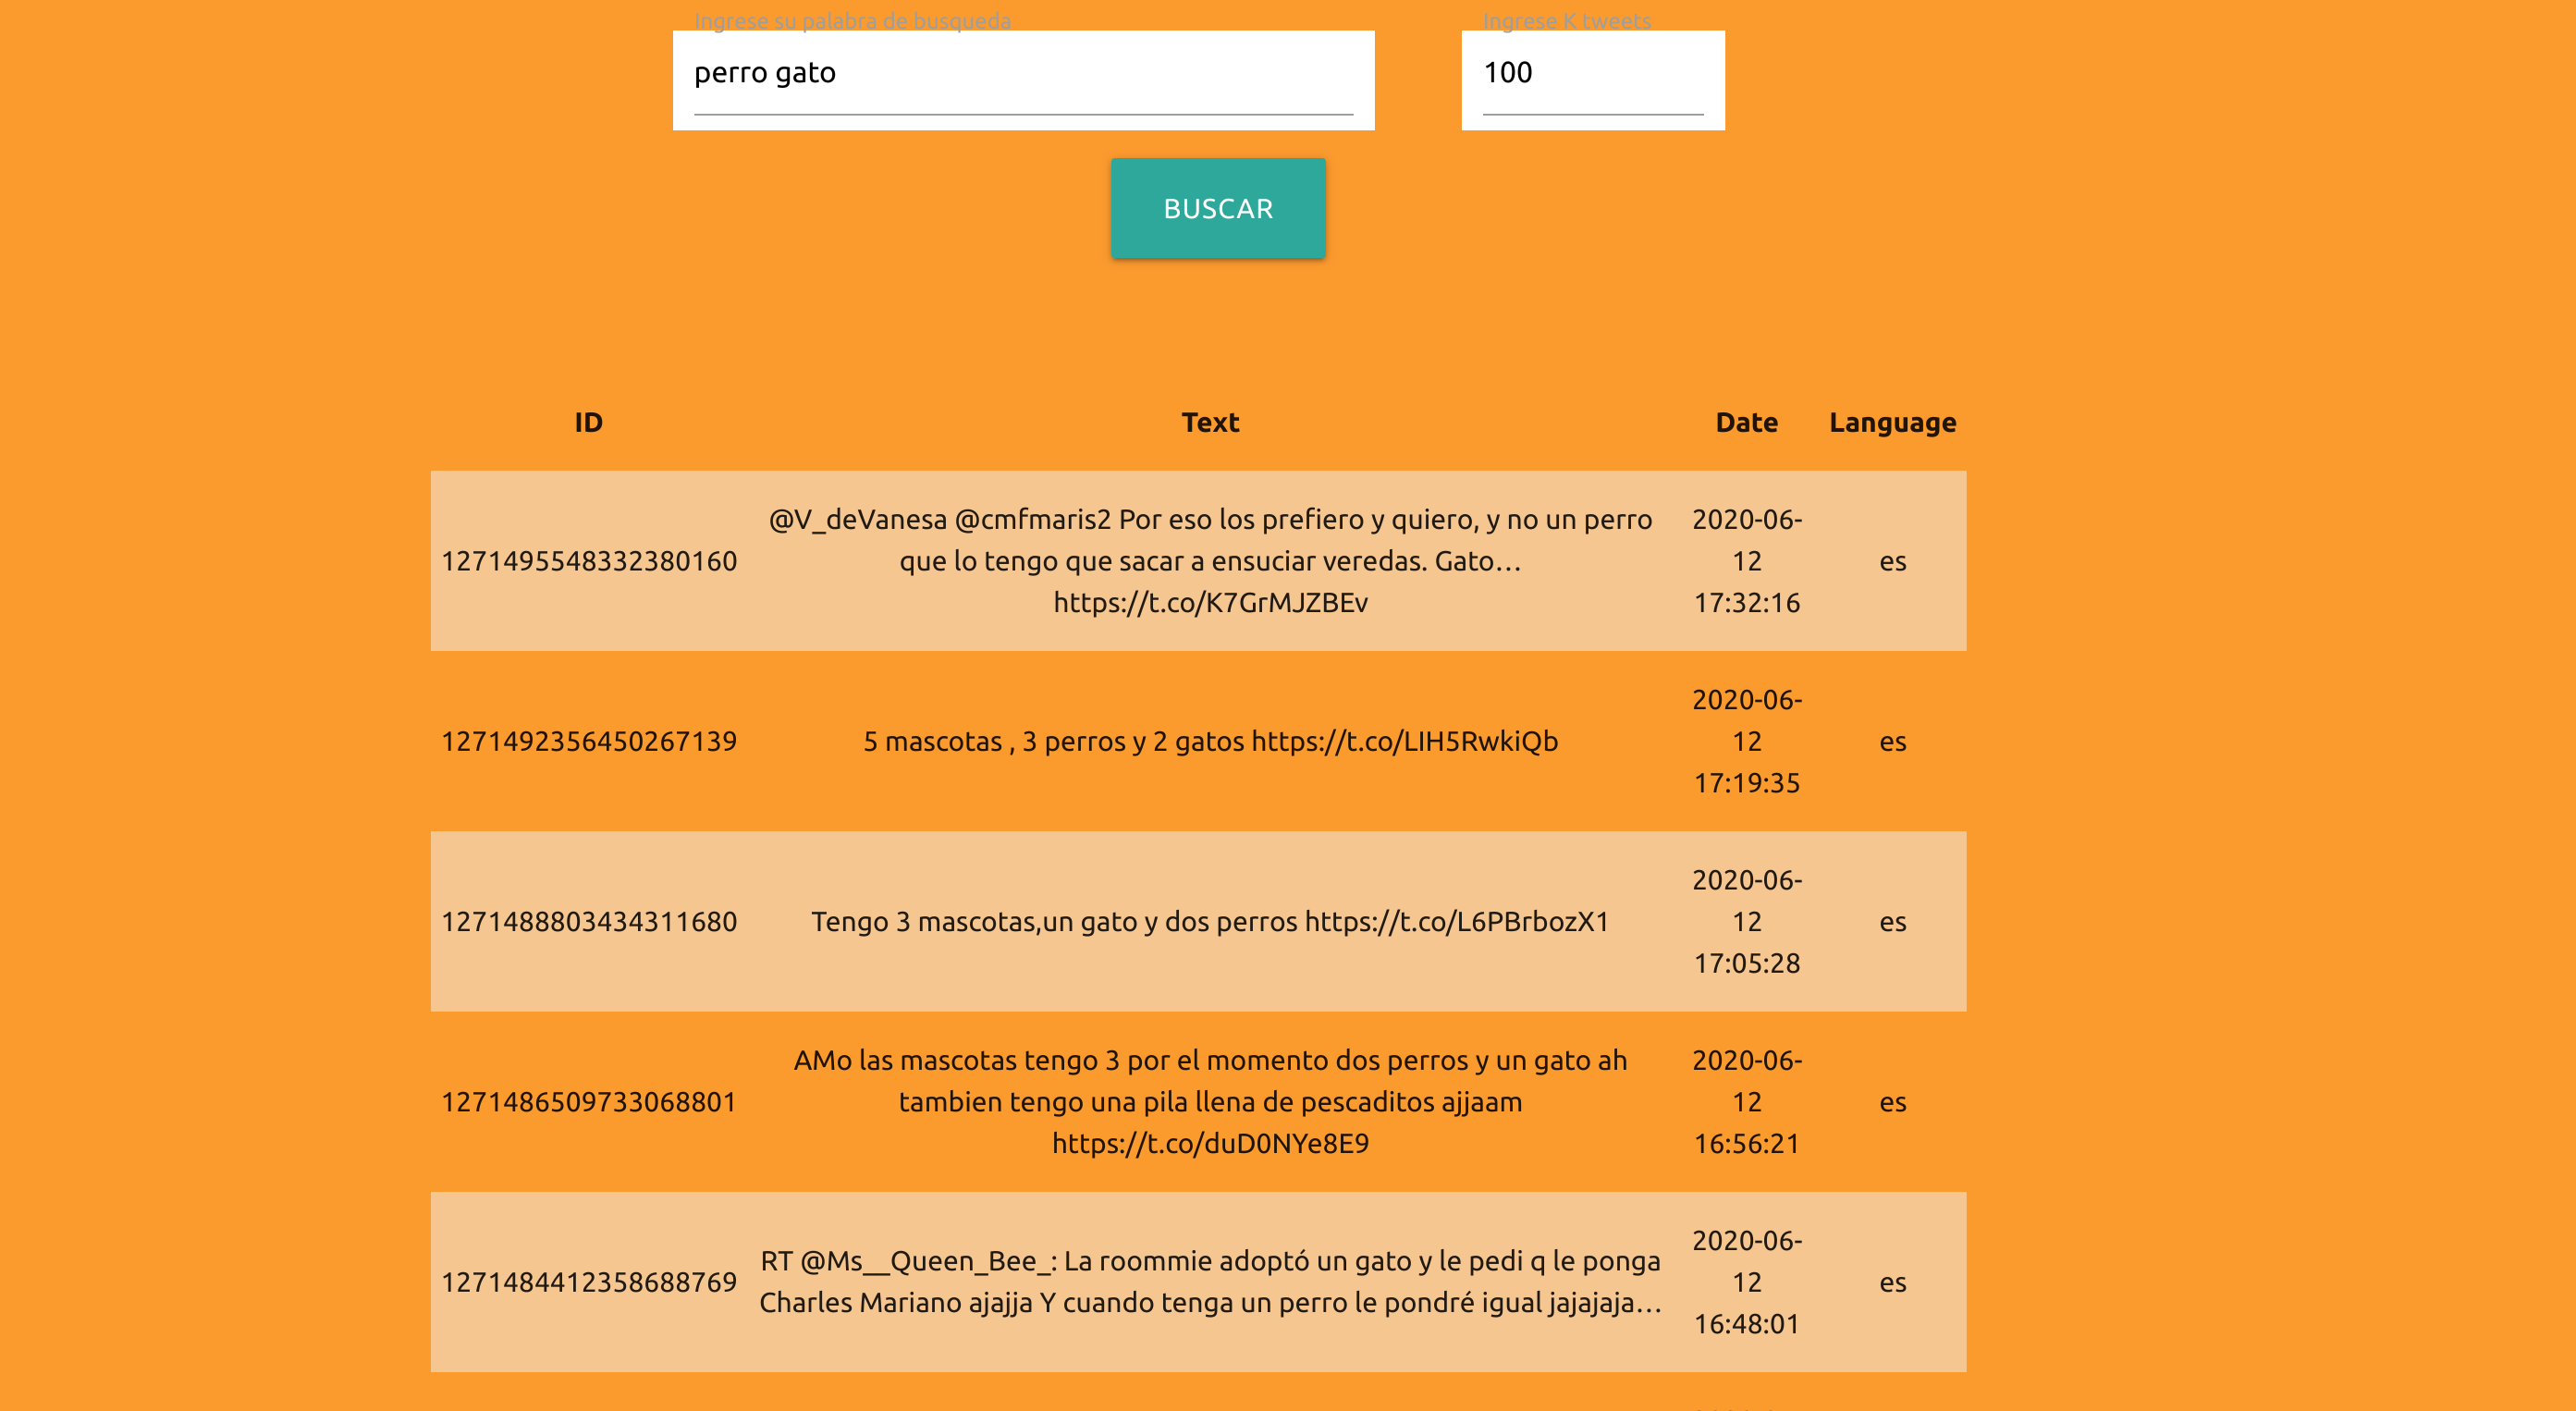 Ingrese su palabra de busqueda
Ingrese K tweets
perro gato
100
BUSCAR
ID Text Date Language
@V_deVanesa @cmfmaris2 Por eso los prefiero y quiero, y no un perro
que lo tengo que sacar a ensuciar veredas. Gato…
https://t.co/K7GrMJZBEv
1271495548332380160
2020-06-
12
17:32:16
es
1271492356450267139
5 mascotas , 3 perros y 2 gatos https://t.co/LIH5RwkiQb
2020-06-
12
17:19:35
es
1271488803434311680
Tengo 3 mascotas,un gato y dos perros https://t.co/L6PBrbozX1
2020-06-
12
17:05:28
es
1271486509733068801
AMo las mascotas tengo 3 por el momento dos perros y un gato ah
tambien tengo una pila llena de pescaditos ajjaam
https://t.co/duD0NYe8E9
2020-06-
12
16:56:21
es
1271484412358688769
RT @Ms__Queen_Bee_: La roommie adoptó un gato y le pedi q le ponga
Charles Mariano ajajja Y cuando tenga un perro le pondré igual jajajaja…
2020-06-
12
16:48:01
es